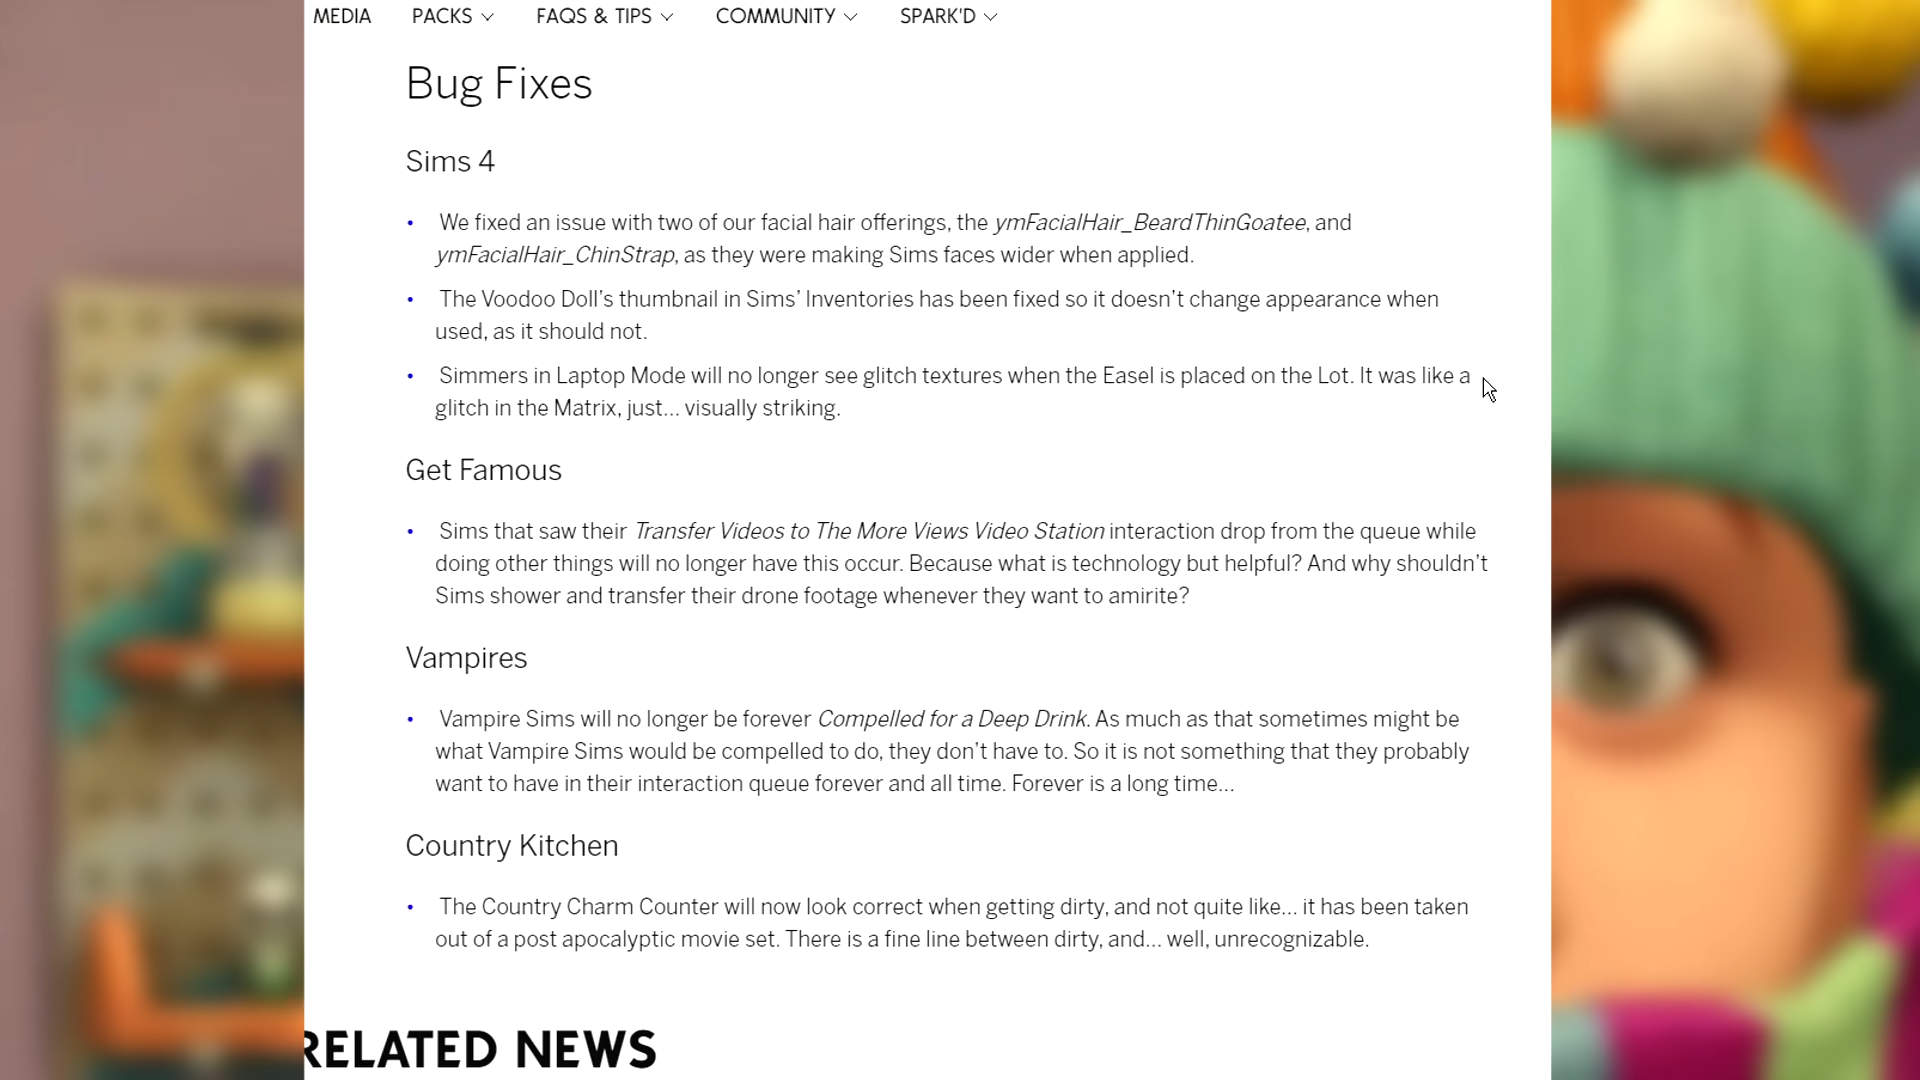 MEDIA PACKS FAQS & TIPS COMMUNITY SPARK'D
Bug Fixes
Sims 4
• We fixed an issue with two of our facial hair offerings, the ymFacialHair_BeardThinGoatee, and
ymFacialHair_ChinStrap, as they were making Sims faces wider when applied.
• The Voodoo Doll’s thumbnail in Sims’ Inventories has been fixed so it doesn’t change appearance when
used, as it should not.
• Simmers in Laptop Mode will no longer see glitch textures when the Easel is placed on the Lot. It was like a
glitch in the Matrix, just… visually striking.
Get Famous
• Sims that saw their Transfer Videos to The More Views Video Station interaction drop from the queue while
doing other things will no longer have this occur. Because what is technology but helpful? And why shouldn’t
Sims shower and transfer their drone footage whenever they want to amirite?
Vampires
• Vampire Sims will no longer be forever Compelled for a Deep Drink. As much as that sometimes might be
what Vampire Sims would be compelled to do, they don’t have to. So it is not something that they probably
want to have in their interaction queue forever and all time. Forever is a long time…
Country Kitchen
• The Country Charm Counter will now look correct when getting dirty, and not quite like… it has been taken
out of a post apocalyptic movie set. There is a fine line between dirty, and… well, unrecognizable.
RELATED NEWS